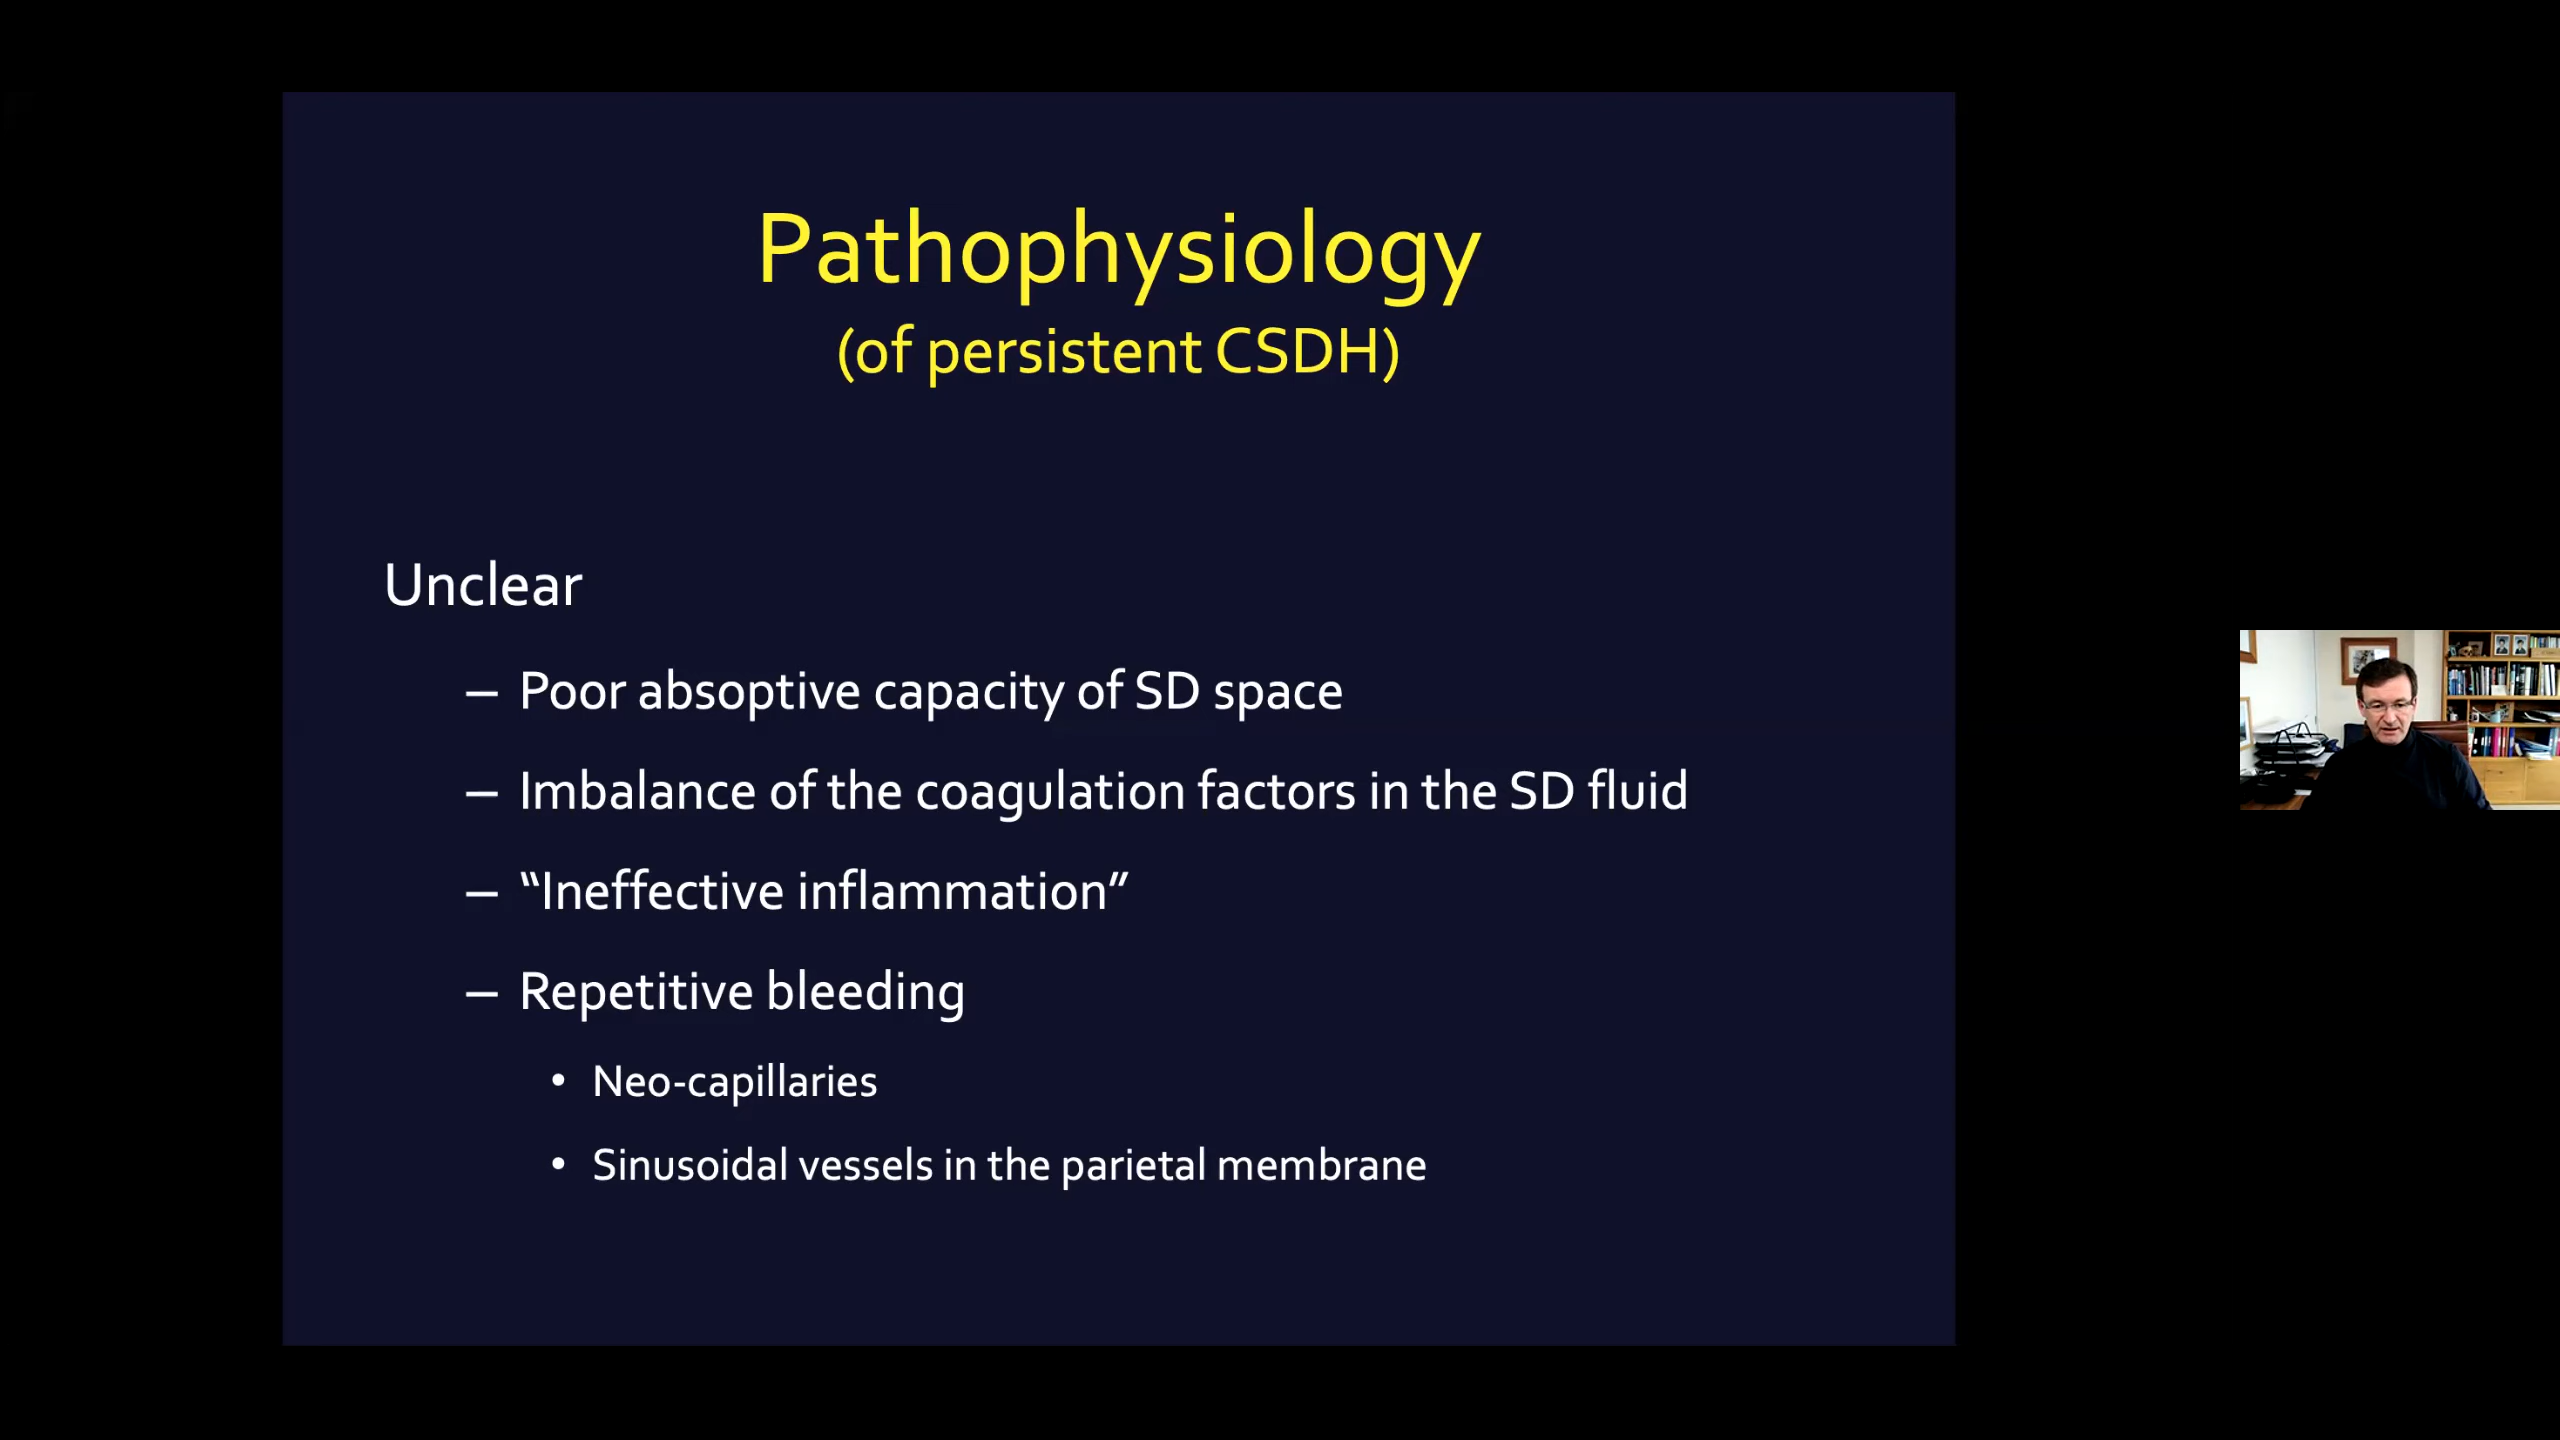 Pathophysiology
(of persistent CSDH)
Unclear
– Poor absoptive capacity of SD space
– Imbalance of the coagulation factors in the SD fluid
– “Ineffective inflammation”
– Repetitive bleeding
• Neo-capillaries
• Sinusoidal vessels in the parietal membrane